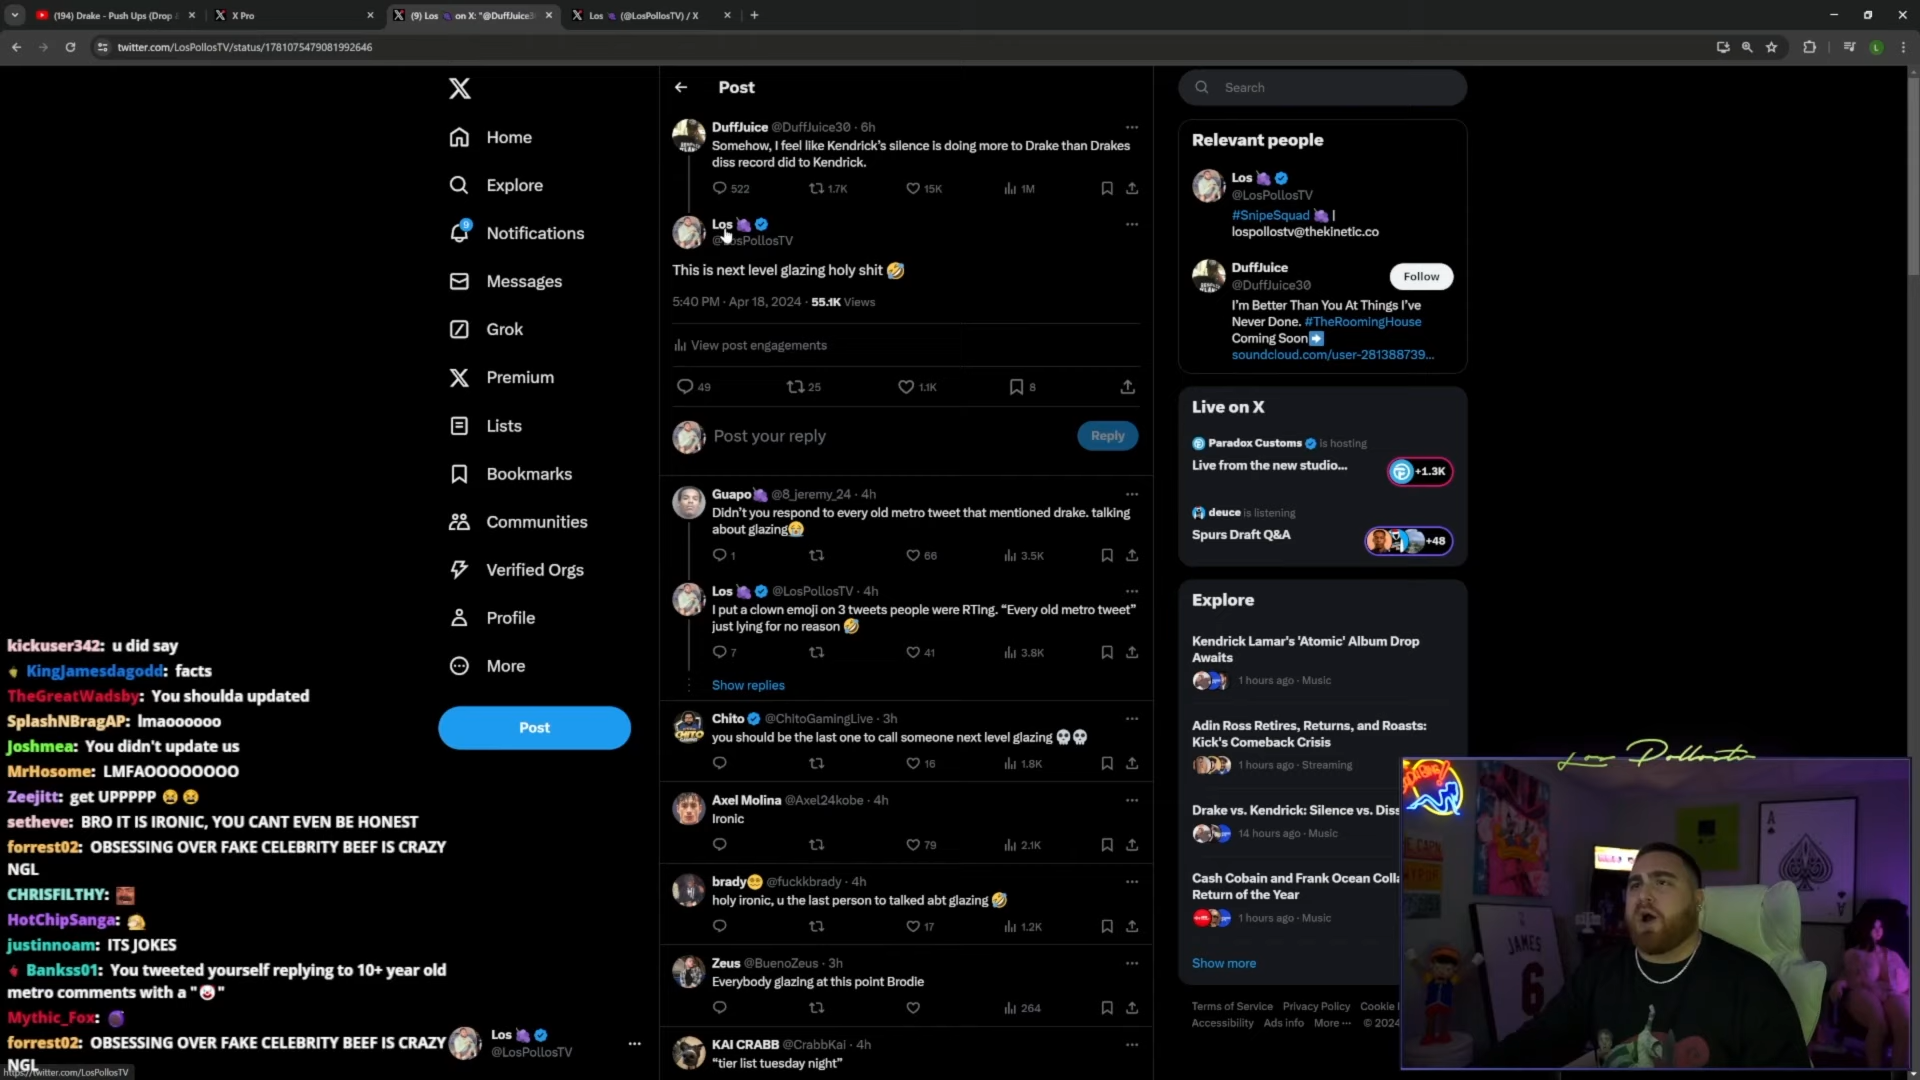 (194) Drake - Push Ups (Drop &
X Pro
(9) Los 🍇 on X: "@DuffJuice3
Los 🍇 (@LosPollosTV) / X
twitter.com/LosPollosTV/status/1781075479081992646
Home
Explore
9
Notifications
Messages
Grok
Premium
Lists
Bookmarks
Communities
Verified Orgs
Profile
More
Post
Los 🍇
@LosPollosTV
Post
DuffJuice @DuffJuice30 · 6h
Somehow, I feel like Kendrick's silence is doing more to Drake than Drakes
diss record did to Kendrick.
522 1.7K 15K 1M
Los 🍇
@LosPollosTV
This is next level glazing holy shit 🤣
5:40 PM · Apr 18, 2024 · 55.1K Views
View post engagements
49 25 1.1K 8
Post your reply
Reply
Guapo🍇 @8_jeremy_24 · 4h
Didn't you respond to every old metro tweet that mentioned drake. talking
about glazing😭
1 66 3.5K
Los 🍇 @LosPollosTV · 4h
I put a clown emoji on 3 tweets people were RTing. “Every old metro tweet”
just lying for no reason 🤣
7 41 3.8K
Show replies
Chito @ChitoGamingLive · 3h
you should be the last one to call someone next level glazing 💀💀
16 1.8K
Axel Molina @Axel24kobe · 4h
Ironic
79 2.1K
brady @fuckkbrady · 4h
holy ironic, u the last person to talked abt glazing 🤣
17 1.2K
Zeus @BuenoZeus · 3h
Everybody glazing at this point Brodie
264
KAI CRABB @CrabbKai · 4h
“tier list tuesday night”
Search
Relevant people
Los 🍇
@LosPollosTV
#SnipeSquad 🍇 |
lospollostv@thekinetic.co
DuffJuice
@DuffJuice30
Follow
I'm Better Than You At Things I've
Never Done. #TheRoomingHouse
Coming Soon➡️
soundcloud.com/user-281388739...
Live on X
Paradox Customs is hosting
Live from the new studio...
+1.3K
deuce is listening
Spurs Draft Q&A
+48
Explore
Kendrick Lamar's 'Atomic' Album Drop
Awaits
1 hours ago · Music
Adin Ross Retires, Returns, and Roasts:
Kick's Comeback Crisis
1 hours ago · Streaming
Drake vs. Kendrick: Silence vs. Diss
14 hours ago · Music
Cash Cobain and Frank Ocean Colla
Return of the Year
1 hours ago · Music
Show more
Terms of Service Privacy Policy Cookie
Accessibility Ads info More ··· © 2024
kickuser342: u did say
KingJamesdagodd: facts
TheGreatWadsby: You shoulda updated
SplashNBragAP: lmaoooooo
Joshmea: You didn't update us
MrHosome: LMFAOOOOOOOO
Zeejitt: get UPPPPP
setheve: BRO IT IS IRONIC, YOU CANT EVEN BE HONEST
forrest02: OBSESSING OVER FAKE CELEBRITY BEEF IS CRAZY
NGL
CHRISFILTHY:
HotChipSanga:
justinnoam: ITS JOKES
Bankss01: You tweeted yourself replying to 10+ year old
metro comments with a "🤡"
Mythic_Fox:
forrest02: OBSESSING OVER FAKE CELEBRITY BEEF IS CRAZY
NGL
https://twitter.com/LosPollosTV
Los Pollostv
JAMES
6
A